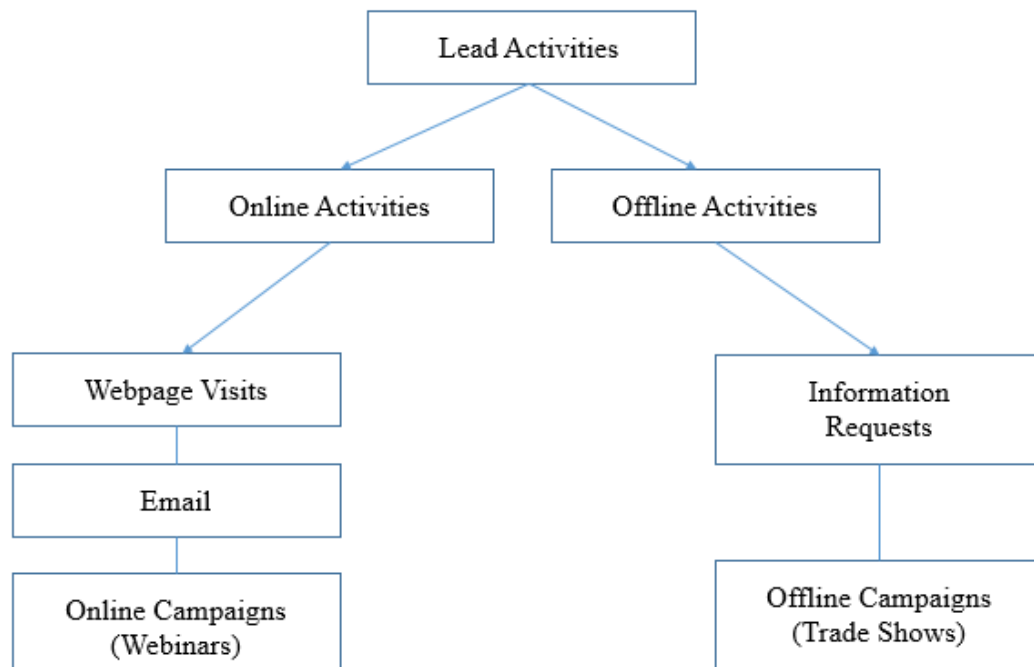 Lead Activities
Online Activities
Offline Activities
Webpage Visits
Information
Requests
Email
Online Campaigns
(Webinars)
Offline Campaigns
(Trade Shows)